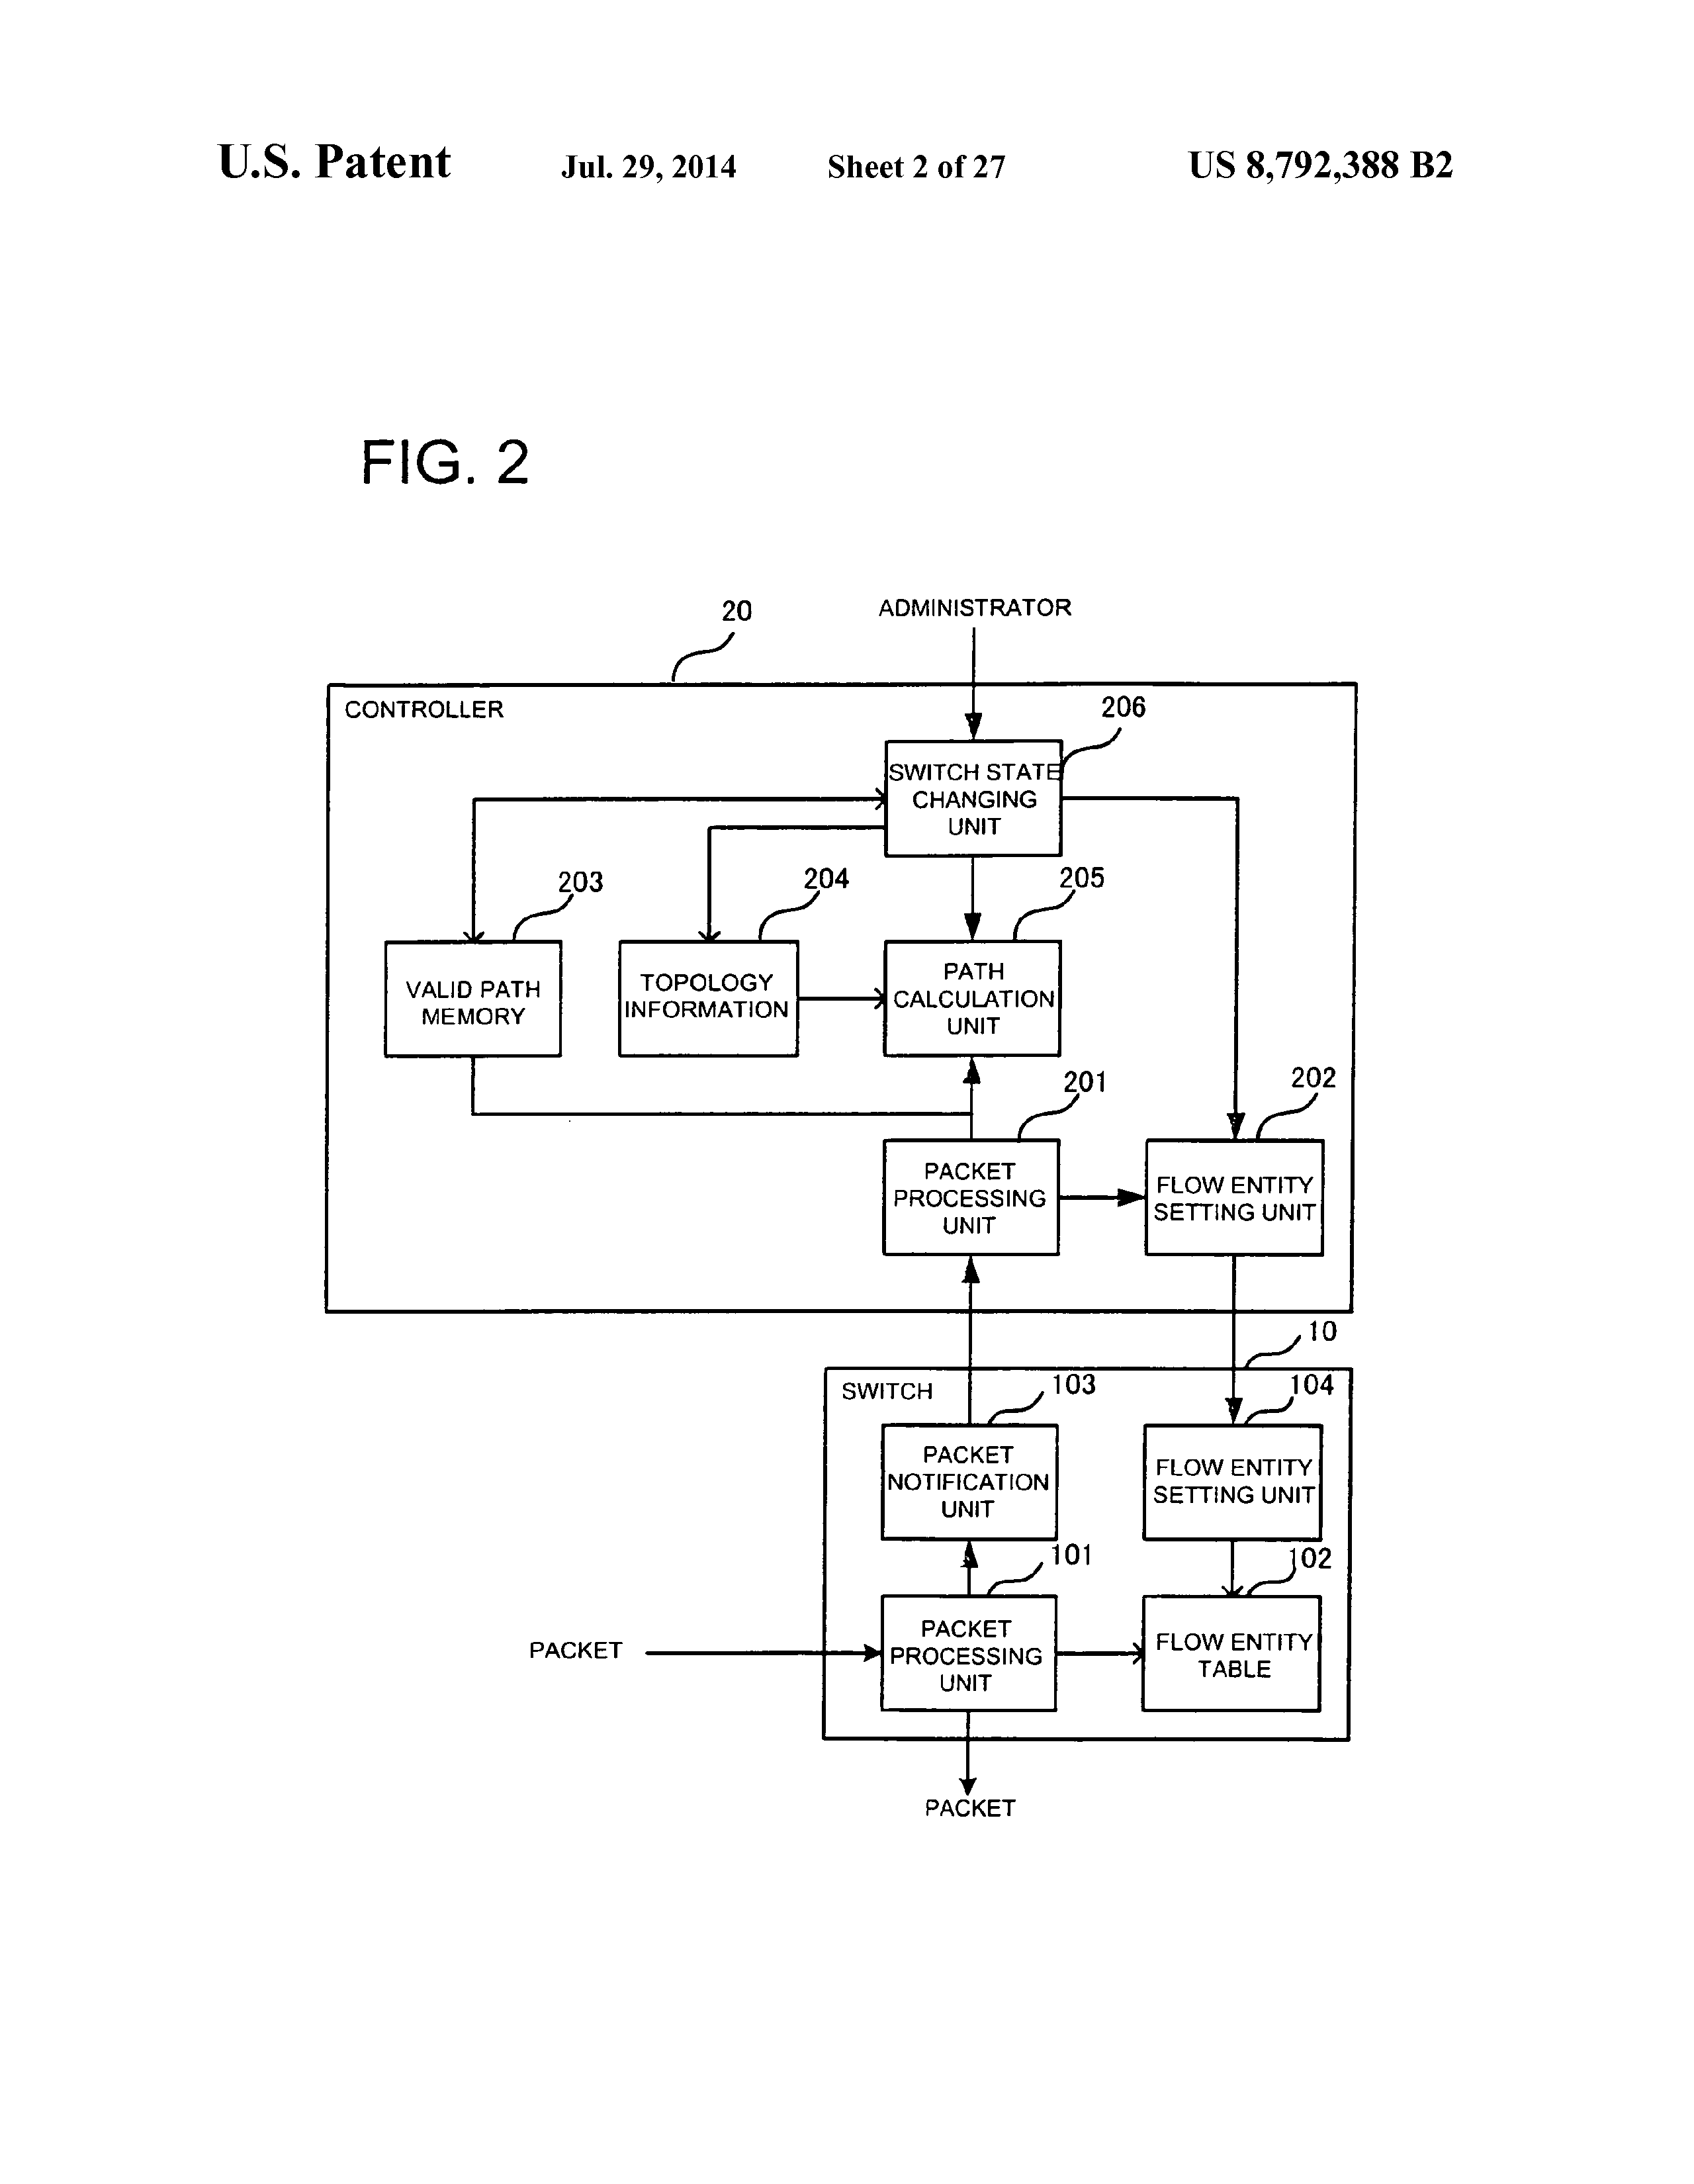 U.S. Patent Jul. 29, 2014 Sheet 2 of 27 US 8,792,388 B2
FIG. 2
20
ADMINISTRATOR
CONTROLLER
206
SWITCH STATE
CHANGING
UNIT
203
204
205
VALID PATH
MEMORY
TOPOLOGY
INFORMATION
PATH
CALCULATION
UNIT
201
202
PACKET
PROCESSING
UNIT
FLOW ENTITY
SETTING UNIT
10
SWITCH
103
104
PACKET
NOTIFICATION
UNIT
FLOW ENTITY
SETTING UNIT
101
102
PACKET
PACKET
PROCESSING
UNIT
FLOW ENTITY
TABLE
PACKET